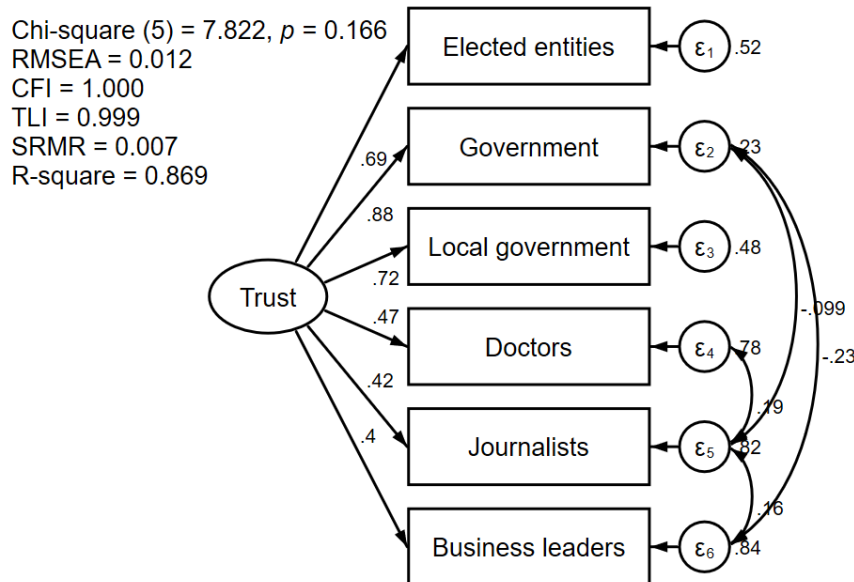 Chi-square (5) = 7.822, p = 0.166
RMSEA = 0.012
CFI = 1.000
TLI = 0.999
SRMR = 0.007
R-square = 0.869
Elected entities
ε1
.52
.69
Government
ε2
.23
.88
Local government
ε3
.48
.72
Trust
.47
Doctors
ε4
.78
-.099
-.23
.42
.19
Journalists
ε5
.82
.4
.16
Business leaders
ε6
.84